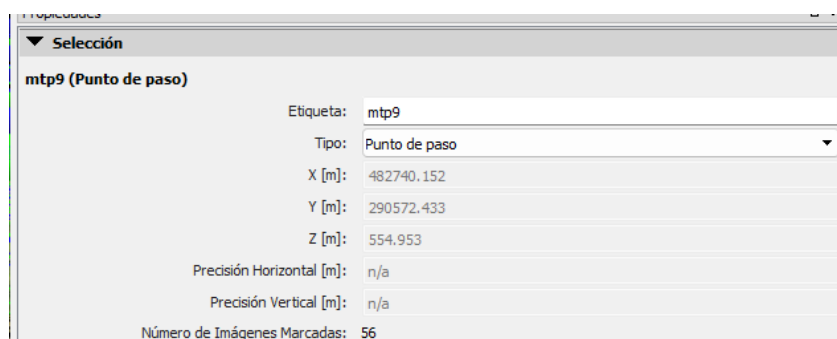 Propiedades
Selección
mtp9 (Punto de paso)
Etiqueta: mtp9
Tipo: Punto de paso
X [m]: 482740.152
Y [m]: 290572.433
Z [m]: 554.953
Precisión Horizontal [m]: n/a
Precisión Vertical [m]: n/a
Número de Imágenes Marcadas: 56